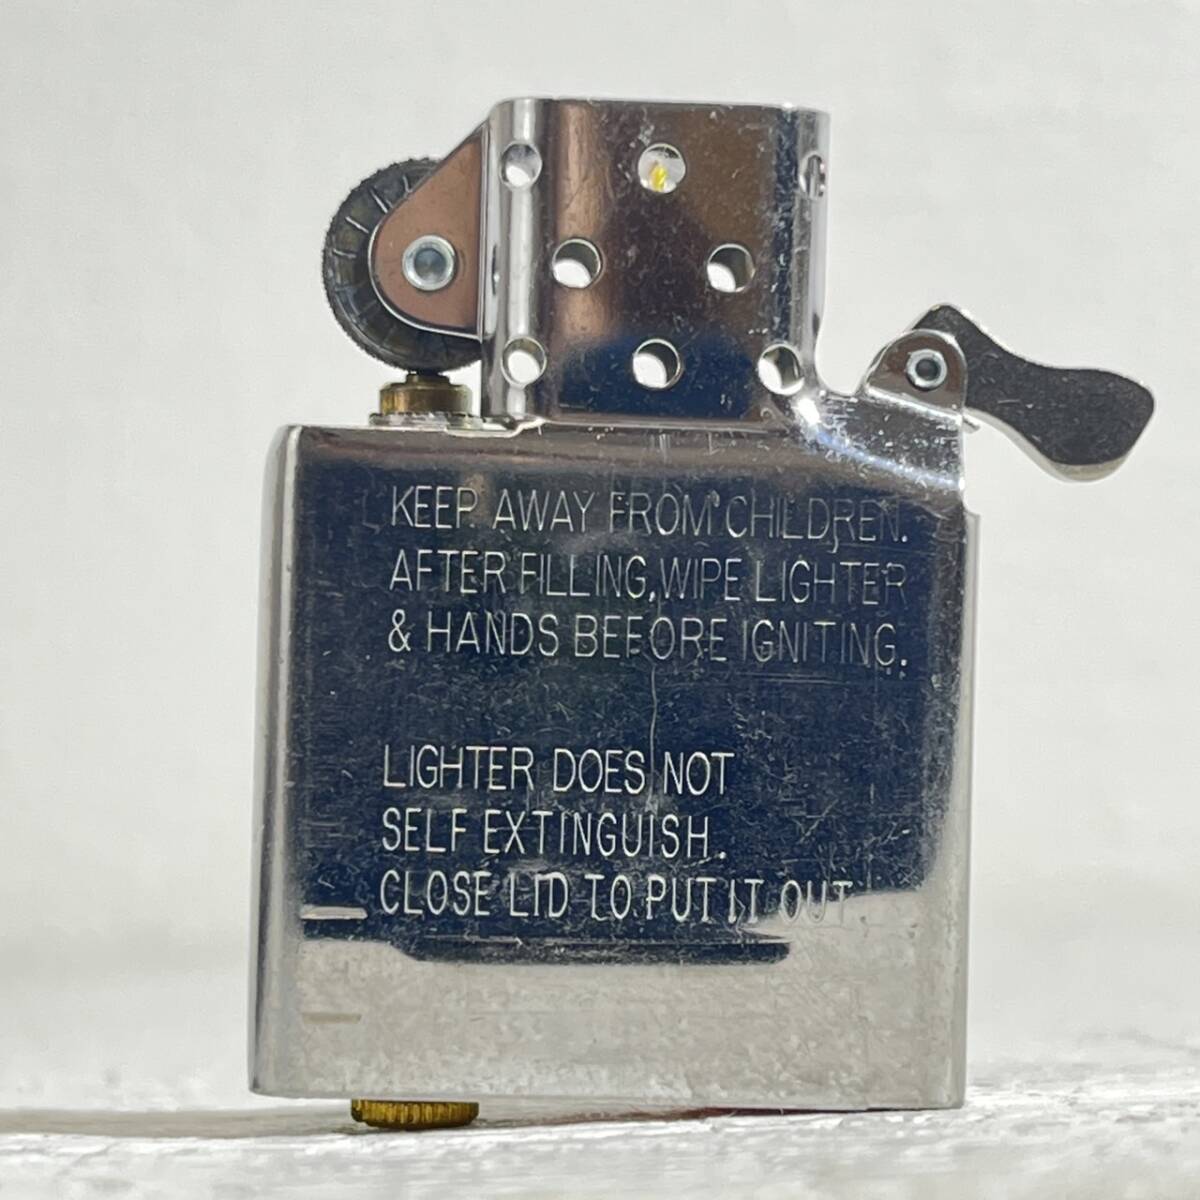 KEEP AWAY FROM CHILDREN.
AFTER FILLING, WIPE LIGHTER
& HANDS BEFORE IGNITING.
LIGHTER DOES NOT
SELF EXTINGUISH.
CLOSE LID TO PUT IT OUT.